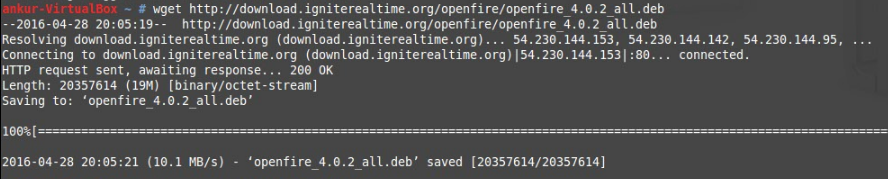 ankur-VirtualBox ~ # wget http://download.igniterealtime.org/openfire/openfire_4.0.2_all.deb
--2016-04-28 20:05:19--  http://download.igniterealtime.org/openfire/openfire_4.0.2_all.deb
Resolving download.igniterealtime.org (download.igniterealtime.org)... 54.230.144.153, 54.230.144.142, 54.230.144.95, ...
Connecting to download.igniterealtime.org (download.igniterealtime.org)|54.230.144.153|:80... connected.
HTTP request sent, awaiting response... 200 OK
Length: 20357614 (19M) [binary/octet-stream]
Saving to: ‘openfire_4.0.2_all.deb’
100%[======================================================================================================================
2016-04-28 20:05:21 (10.1 MB/s) - ‘openfire_4.0.2_all.deb’ saved [20357614/20357614]